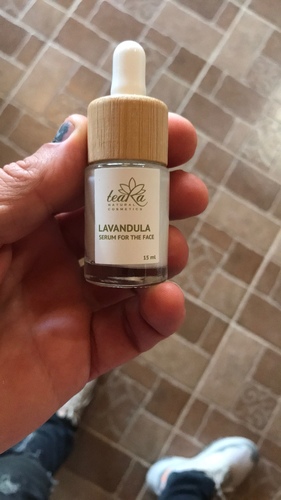 teaRa
NATURAL
COSMETICS
LAVANDULA
SERUM FOR THE FACE
15 ml